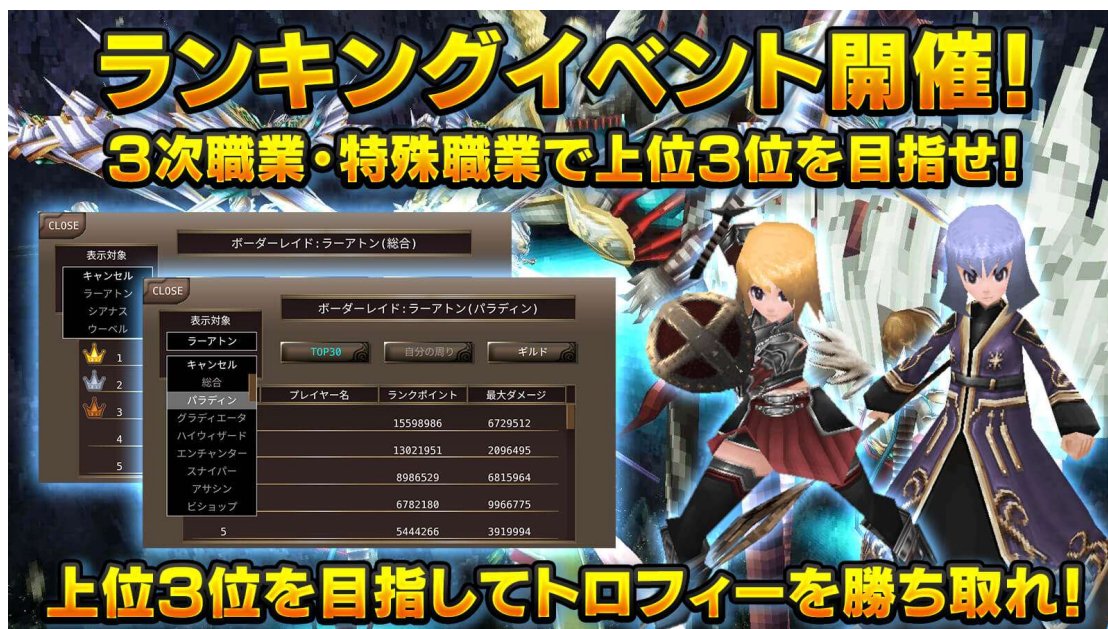 ランキングイベント開催!
3次職業・特殊職業で上位3位を目指せ!
CLOSE
ボーダーレイド:ラーアトン(総合)
表示対象
キャンセル
ラーアトン
シアナス
ウーベル
1
2
3
4
5
CLOSE
ボーダーレイド:ラーアトン(パラディン)
表示対象
ラーアトン
TOP30 自分の周り ギルド
キャンセル
総合
パラディン
グラディエータ
ハイウィザード
エンチャンター
スナイパー
アサシン
ビショップ
プレイヤー名 ランクポイント 最大ダメージ
15598986 6729512
13021951 2096495
8986529 6815964
6782180 9966775
5 5444266 3919994
上位3位を目指してトロフィーを勝ち取れ!